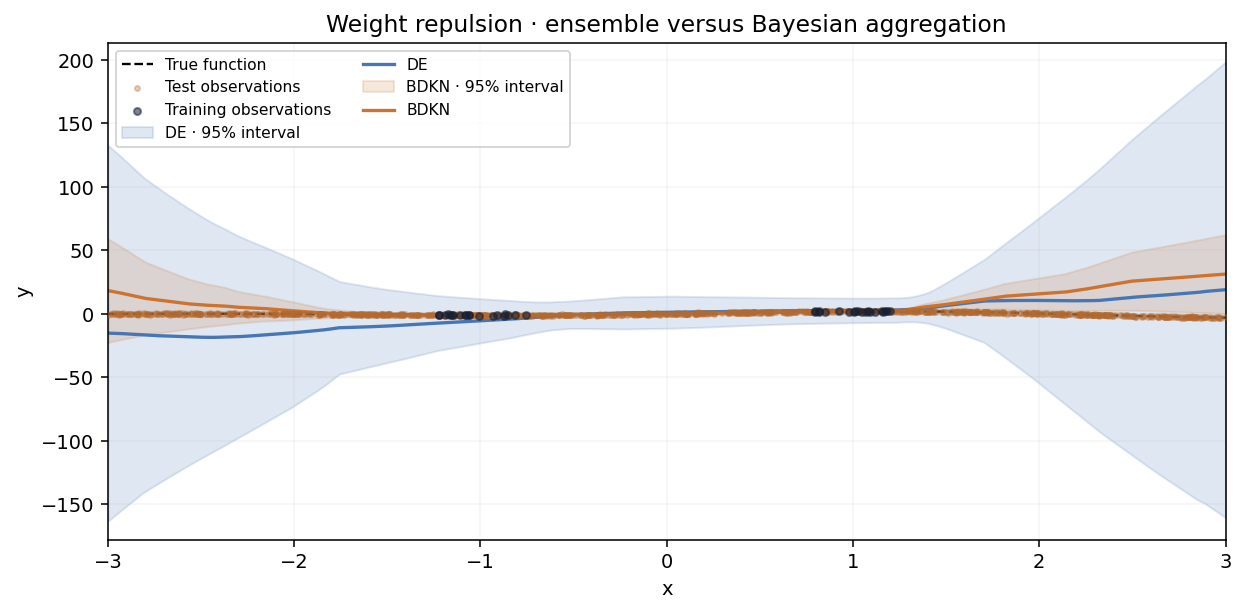 Weight repulsion · ensemble versus Bayesian aggregation
True function
Test observations
Training observations
DE · 95% interval
DE
BDKN · 95% interval
BDKN
200
150
100
50
0
−50
−100
−150
y
−3
−2
−1
0
1
2
3
x